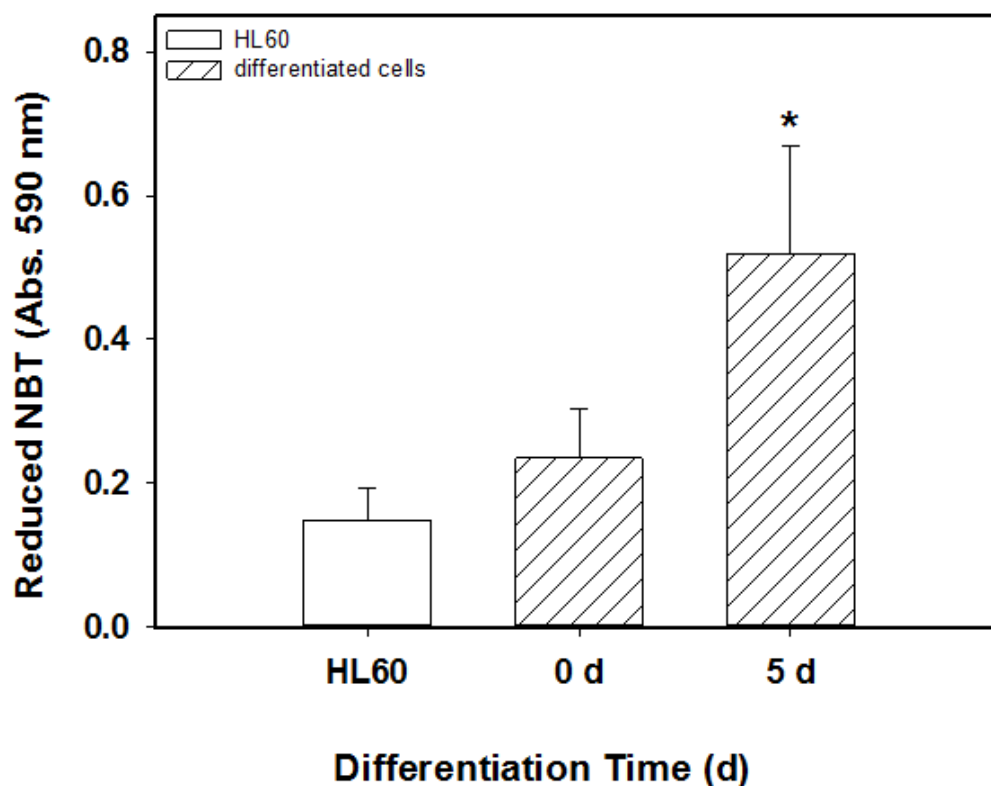 HL60
differentiated cells
Reduced NBT (Abs. 590 nm)
0.8
0.6
0.4
0.2
0.0
*
HL60 0 d 5 d
Differentiation Time (d)